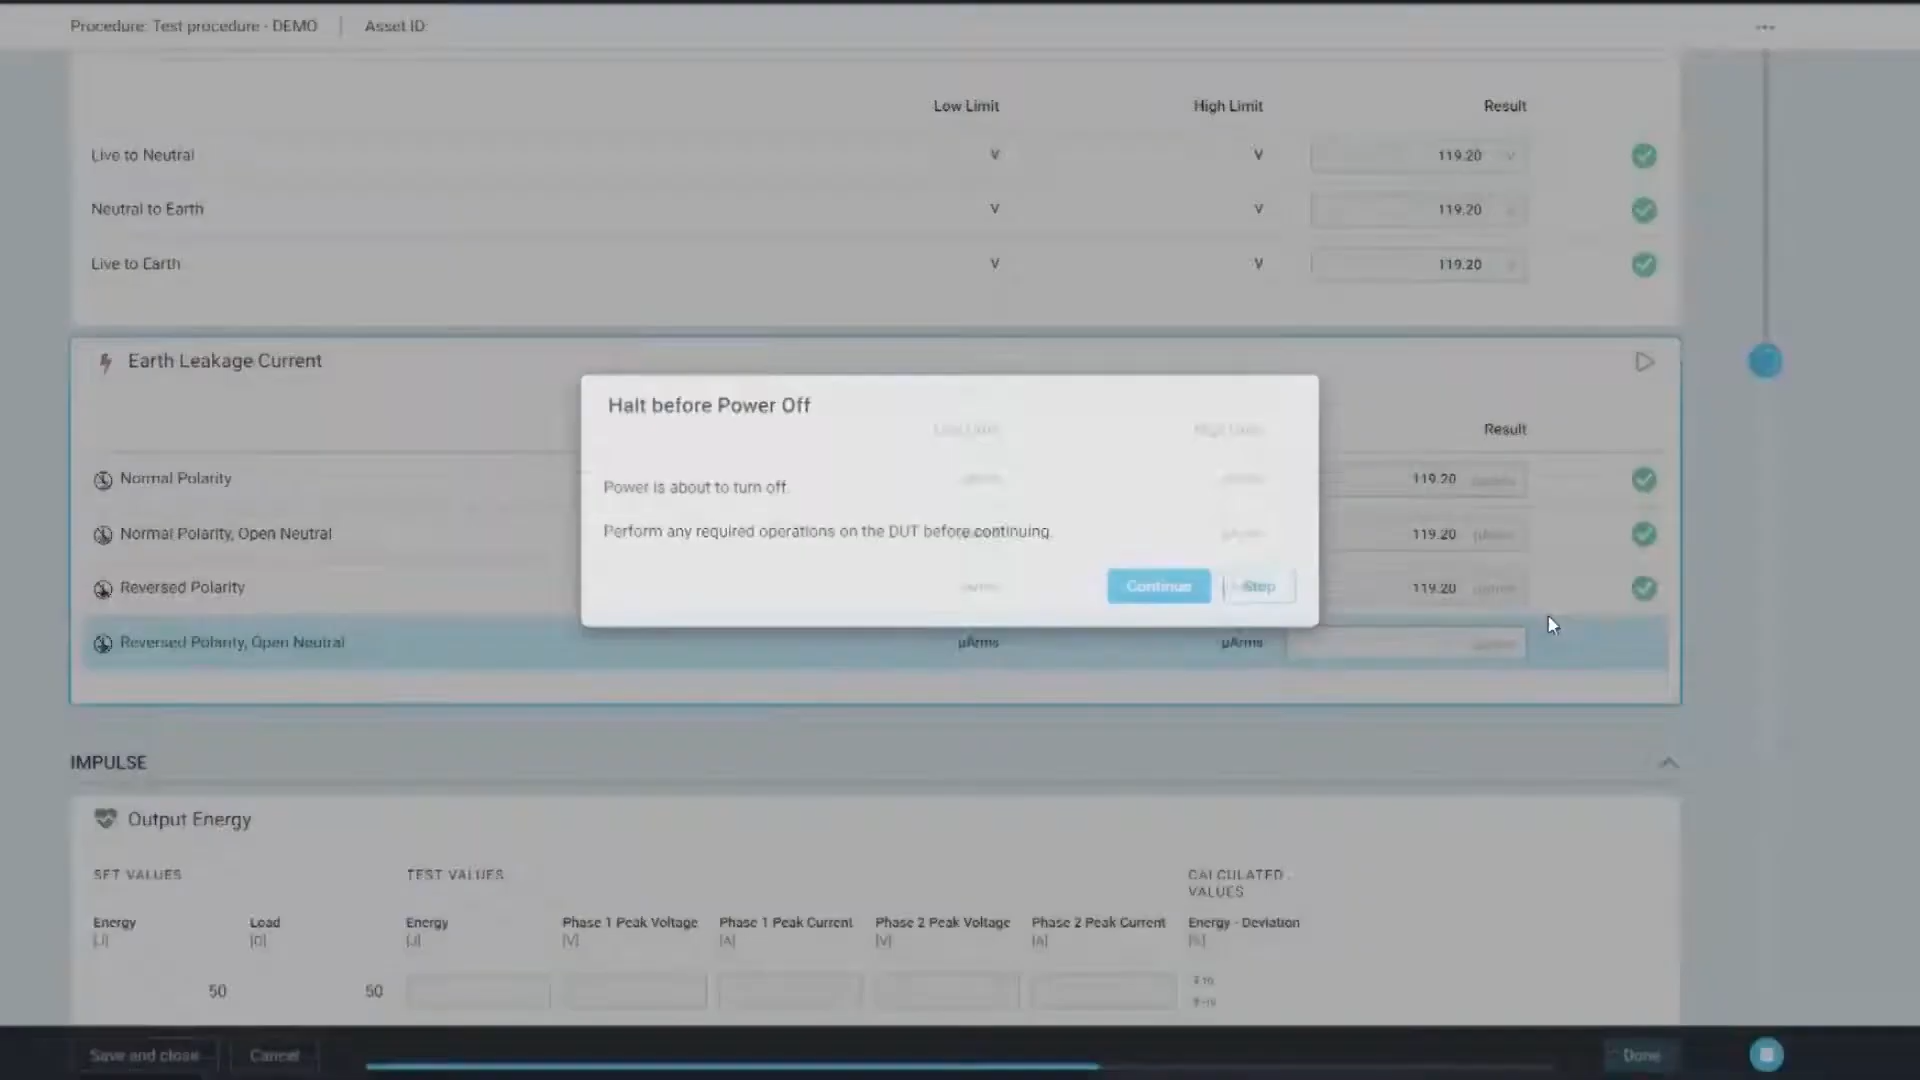 Procedure: Test procedure - DEMO | Asset ID:
Low Limit High Limit Result
Live to Neutral V V 119.20 V
Neutral to Earth V V 119.20
Live to Earth V V 119.20
Earth Leakage Current
Halt before Power Off
Low Limit High Limit Result
Normal Polarity 119.20
Power is about to turn off.
Normal Polarity, Open Neutral 119.20
Perform any required operations on the DUT before continuing.
Reversed Polarity 119.20
Continue Stop
Reversed Polarity, Open Neutral µArms µArms
IMPULSE
Output Energy
SET VALUES TEST VALUES CALCULATED VALUES
Energy Load Energy Phase 1 Peak Voltage Phase 1 Peak Current Phase 2 Peak Voltage Phase 2 Peak Current Energy - Deviation
[J] [J] [V] [A] [V] [A] [%]
50 50
Save and close Cancel Done